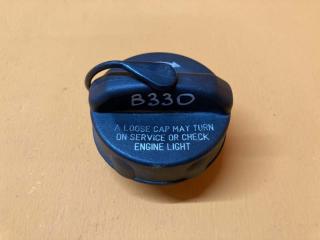 B330
A LOOSE CAP MAY TURN
ON SERVICE OR CHECK
ENGINE LIGHT